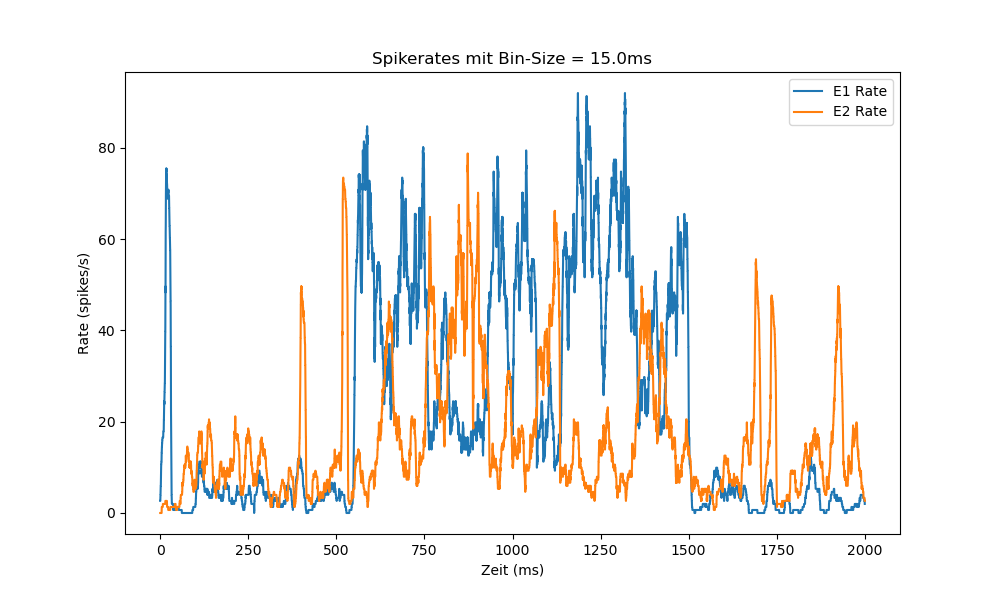 Spikerates mit Bin-Size = 15.0ms
E1 Rate
E2 Rate
Rate (spikes/s)
80
60
40
20
0
0 250 500 750 1000 1250 1500 1750 2000
Zeit (ms)